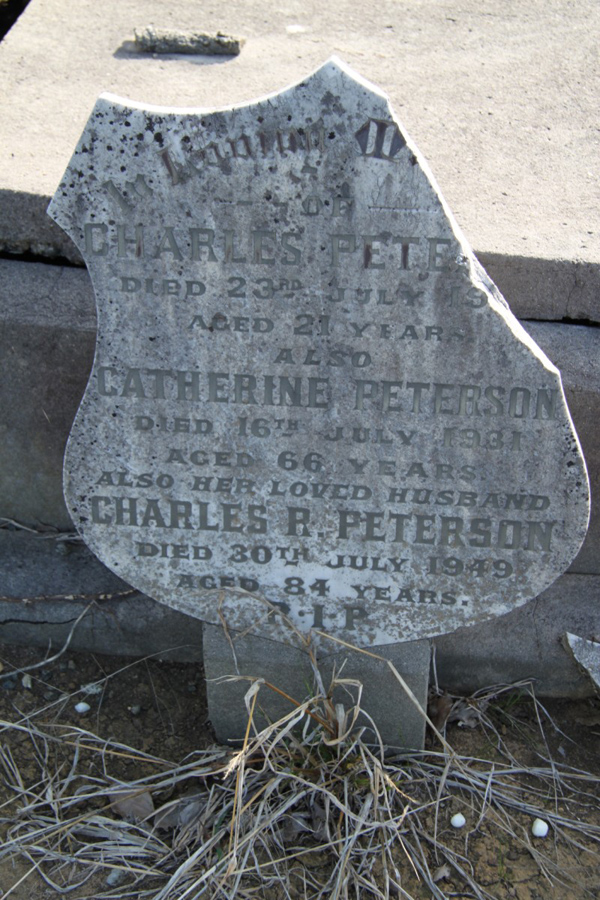 In Loving
OF
CHARLES PETE
DIED 23RD JULY 19
AGED 21 YEARS
ALSO
CATHERINE PETERSON
DIED 16TH JULY 1931
AGED 66 YEARS
ALSO HER LOVED HUSBAND
CHARLES R. PETERSON
DIED 30TH JULY 1949
AGED 84 YEARS.
R.I.P.